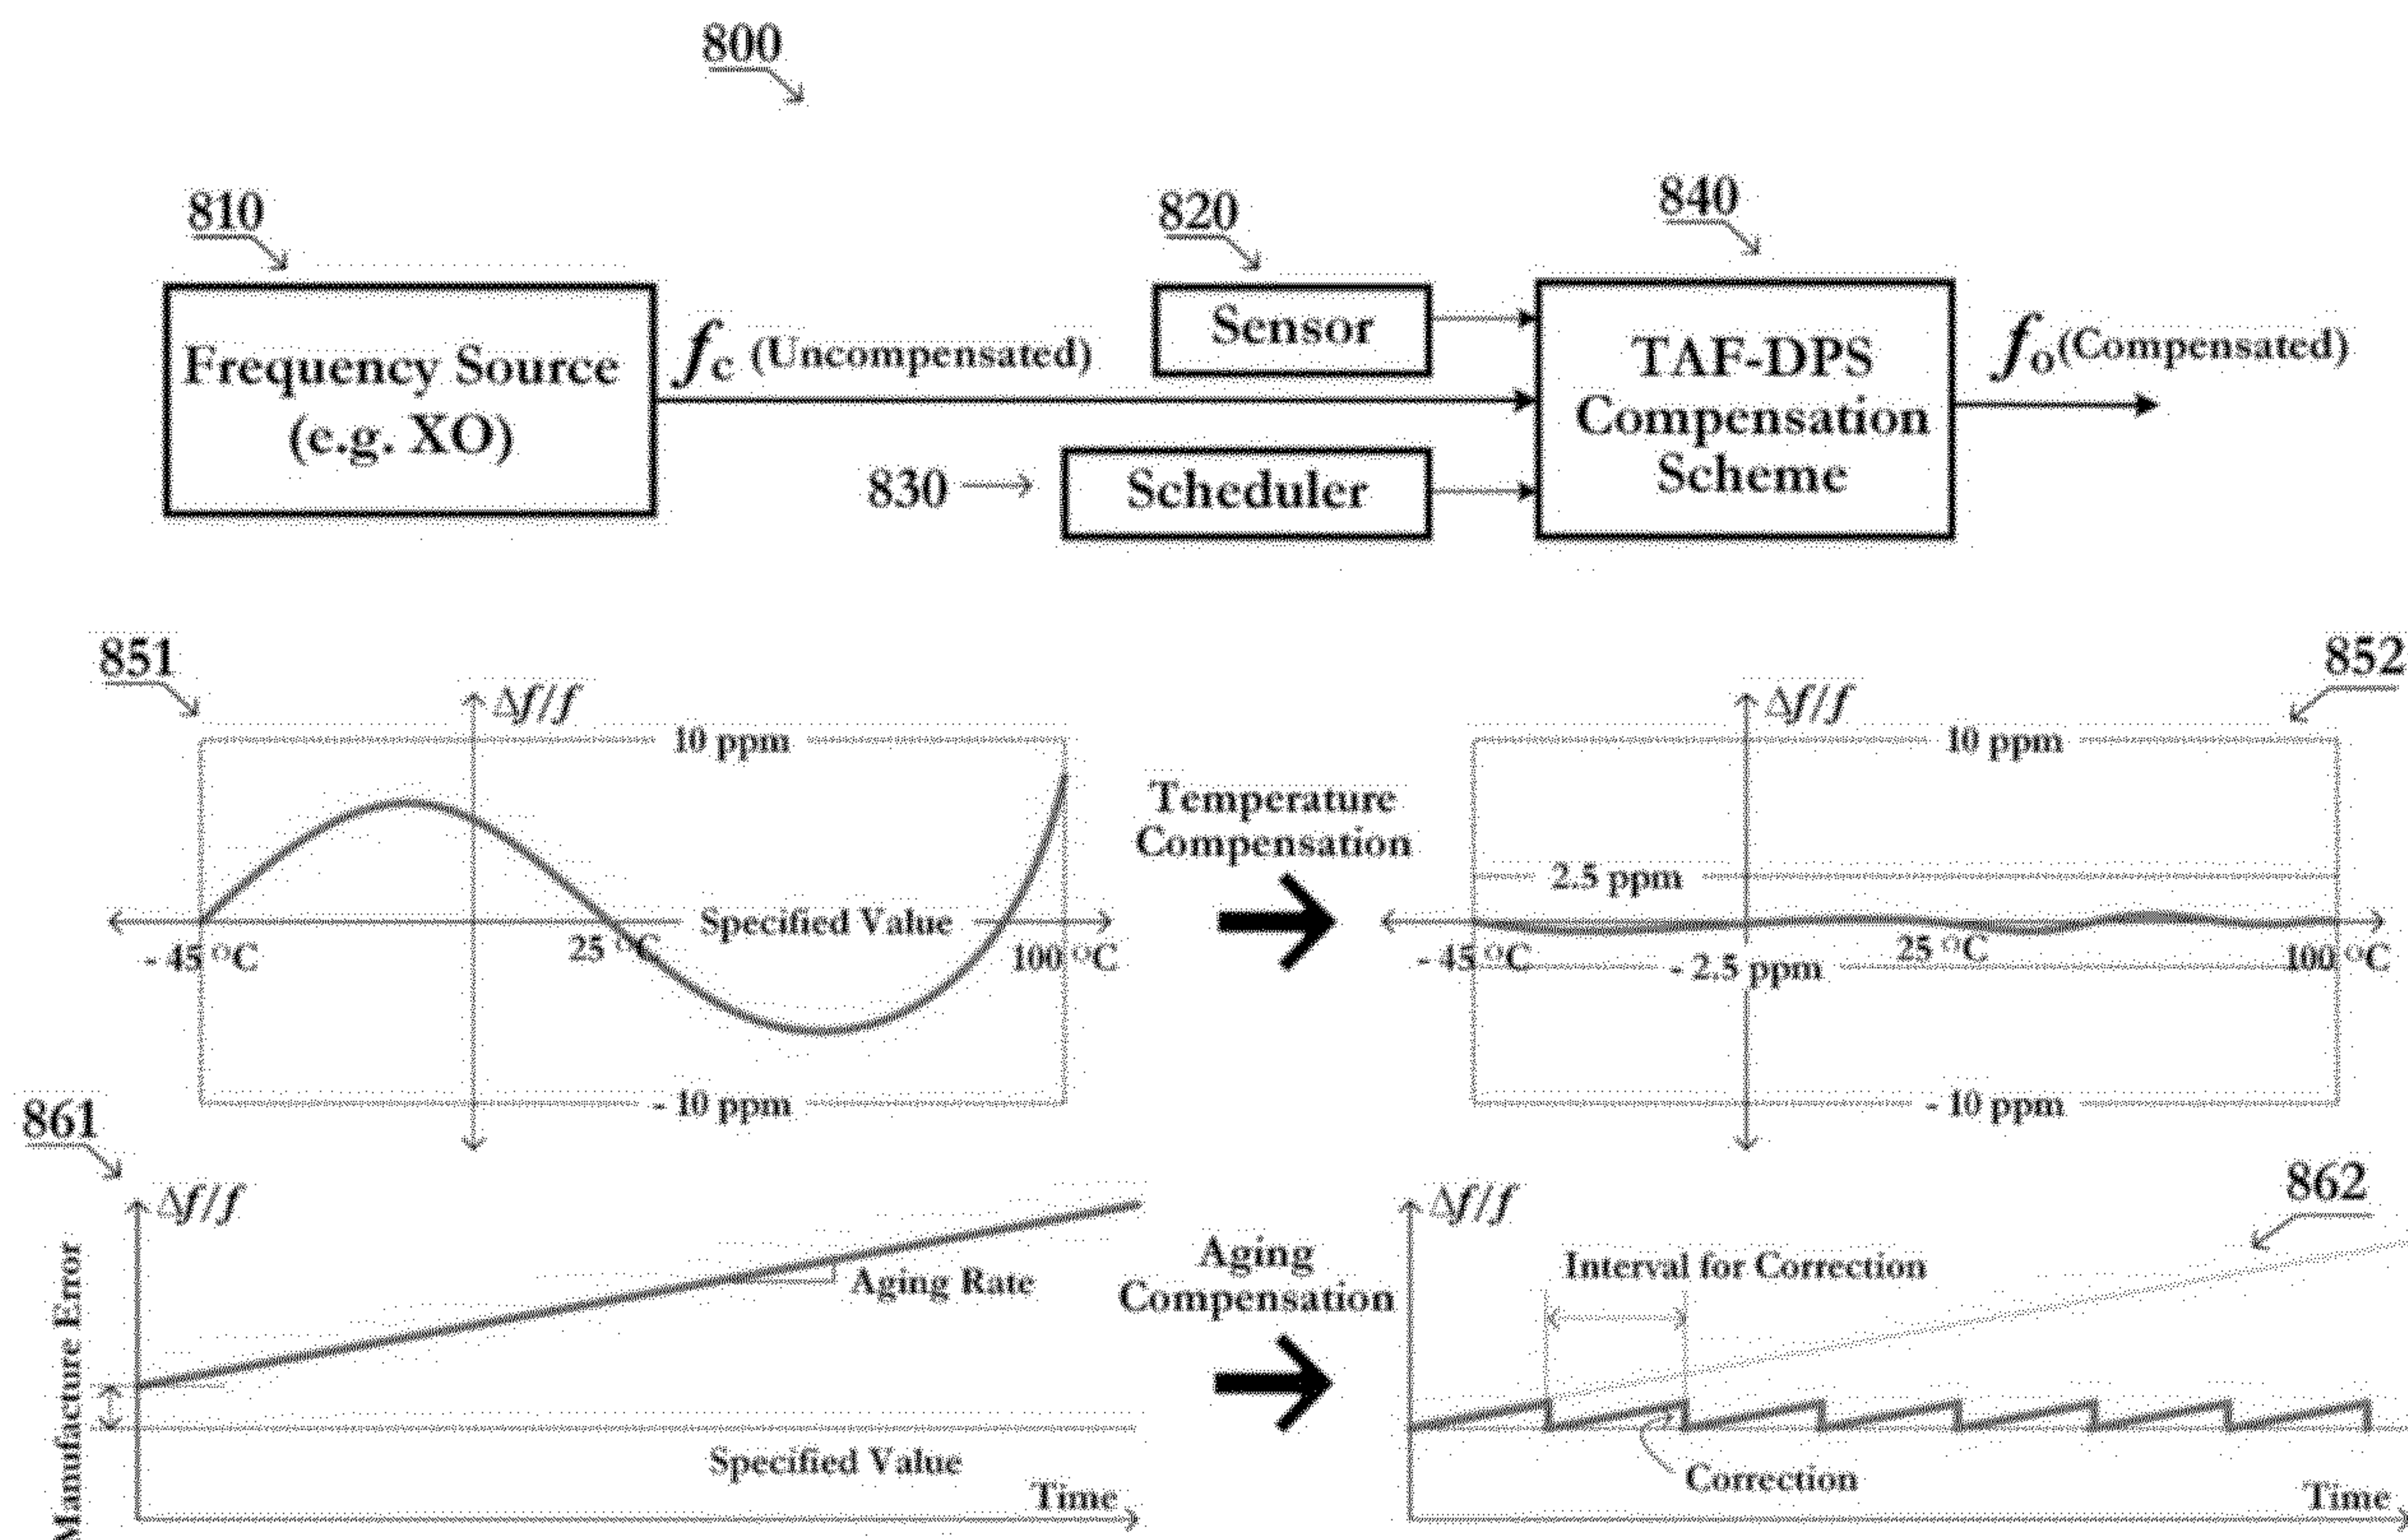 800
810
820
840
Frequency Source
(e.g. XO)
fc (Uncompensated)
Sensor
830
Scheduler
TAF-DPS
Compensation
Scheme
fo (Compensated)
851
Δf/f
10 ppm
Specified Value
- 45 °C
25 °C
100 °C
- 10 ppm
Temperature
Compensation
852
Δf/f
10 ppm
2.5 ppm
- 45 °C
- 2.5 ppm
25 °C
100 °C
- 10 ppm
861
Δf/f
Manufacture Error
Aging Rate
Specified Value
Time
Aging
Compensation
862
Δf/f
Interval for Correction
Correction
Time